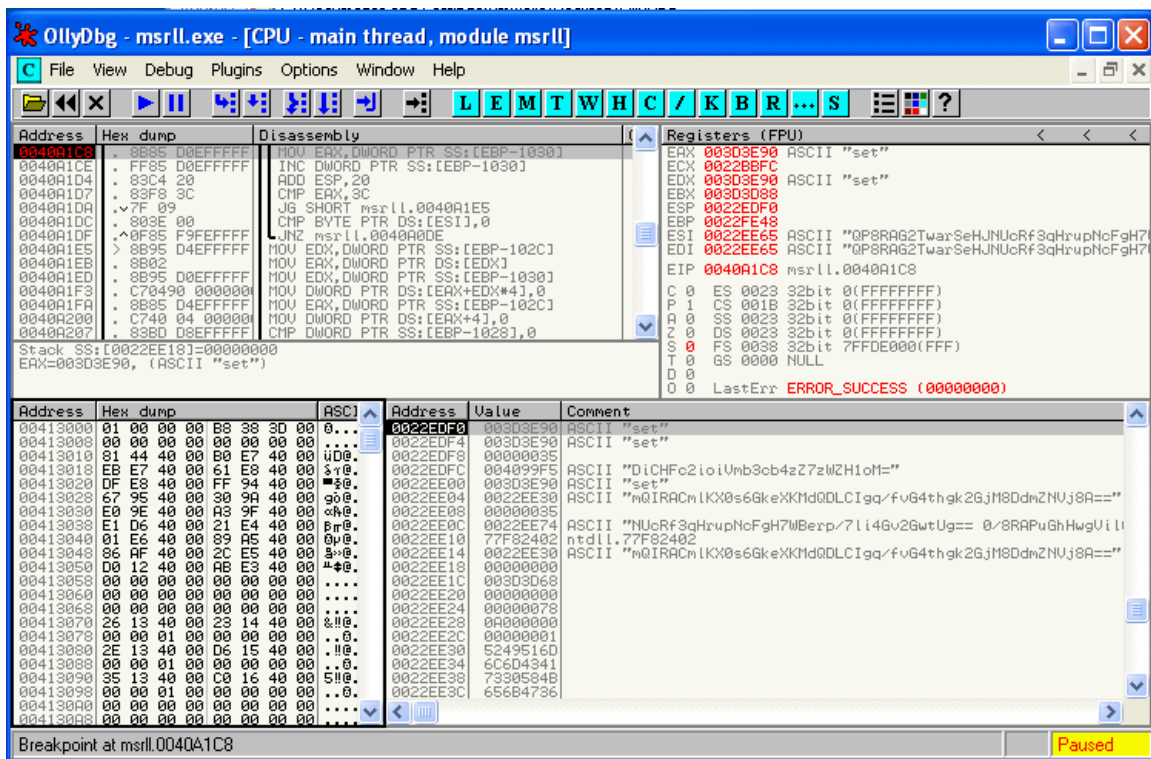 OllyDbg - msrll.exe - [CPU - main thread, module msrll]
C File View Debug Plugins Options Window Help
L E M T W H C / K B R ... S ?
Address Hex dump Disassembly
0040A1C8 . 8B85 D0EFFFFF MOV EAX,DWORD PTR SS:[EBP-1030]
0040A1CE . FF85 D0EFFFFF INC DWORD PTR SS:[EBP-1030]
0040A1D4 . 83C4 20 ADD ESP,20
0040A1D7 . 83F8 3C CMP EAX,3C
0040A1DA .v7F 09 JG SHORT msrll.0040A1E5
0040A1DC . 803E 00 CMP BYTE PTR DS:[ESI],0
0040A1DF .^0F85 F9FEFFFF JNZ msrll.0040A0DE
0040A1E5 > 8B95 D4EFFFFF MOV EDX,DWORD PTR SS:[EBP-102C]
0040A1EB . 8B02 MOV EAX,DWORD PTR DS:[EDX]
0040A1ED . 8B95 D0EFFFFF MOV EDX,DWORD PTR SS:[EBP-1030]
0040A1F3 . C70490 000000 MOV DWORD PTR DS:[EAX+EDX*4],0
0040A1FA . 8B85 D4EFFFFF MOV EAX,DWORD PTR SS:[EBP-102C]
0040A200 . C740 04 00000 MOV DWORD PTR DS:[EAX+4],0
0040A207 . 83BD D8EFFFFF CMP DWORD PTR SS:[EBP-1028],0
Stack SS:[0022EE18]=00000000
EAX=003D3E90, (ASCII "set")
Registers (FPU) < < <
EAX 003D3E90 ASCII "set"
ECX 0022BBFC
EDX 003D3E90 ASCII "set"
EBX 003D3D88
ESP 0022EDF0
EBP 0022FE48
ESI 0022EE65 ASCII "QP8RAG2TwarSeHJNUcRf3qHrupNcFgH7
EDI 0022EE65 ASCII "QP8RAG2TwarSeHJNUcRf3qHrupNcFgH7
EIP 0040A1C8 msrll.0040A1C8
C 0 ES 0023 32bit 0(FFFFFFFF)
P 1 CS 001B 32bit 0(FFFFFFFF)
A 0 SS 0023 32bit 0(FFFFFFFF)
Z 0 DS 0023 32bit 0(FFFFFFFF)
S 0 FS 0038 32bit 7FFDE000(FFF)
T 0 GS 0000 NULL
D 0
O 0 LastErr ERROR_SUCCESS (00000000)
Address Hex dump ASCI
00413000 01 00 00 00 B8 38 3D 00
00413008 00 00 00 00 00 00 00 00 ....
00413010 81 44 40 00 B0 E7 40 00 üD@.
00413018 EB E7 40 00 61 E8 40 00
00413020 DF E8 40 00 FF 94 40 00
00413028 67 95 40 00 30 9A 40 00 gò@.
00413030 E0 9E 40 00 A3 9F 40 00
00413038 E1 D6 40 00 21 E4 40 00
00413040 01 E6 40 00 89 A5 40 00
00413048 86 AF 40 00 2C E5 40 00
00413050 D0 12 40 00 AB E3 40 00
00413058 00 00 00 00 00 00 00 00 ....
00413060 00 00 00 00 00 00 00 00 ....
00413068 00 00 00 00 00 00 00 00 ....
00413070 26 13 40 00 23 14 40 00 &‼@.
00413078 00 00 01 00 00 00 00 00
00413080 2E 13 40 00 D6 15 40 00 .‼@.
00413088 00 00 01 00 00 00 00 00
00413090 35 13 40 00 C0 16 40 00 5‼@.
00413098 00 00 01 00 00 00 00 00
004130A0 00 00 00 00 00 00 00 00 ....
004130A8 00 00 00 00 00 00 00 00 ....
Address Value Comment
0022EDF0 003D3E90 ASCII "set"
0022EDF4 003D3E90 ASCII "set"
0022EDF8 00000035
0022EDFC 004099F5 ASCII "DiCHFc2ioiVmb3cb4zZ7zWZH1oM="
0022EE00 003D3E90 ASCII "set"
0022EE04 0022EE30 ASCII "mQIRACmlKX0s6GkeXKMdQDLCIgq/fvG4thgk2GjM8DdmZNVj8A=="
0022EE08 00000035
0022EE0C 0022EE74 ASCII "NUcRf3qHrupNcFgH7WBerp/7li4Gv2GwtUg== 0/8RAPuGhHwgVil
0022EE10 77F82402 ntdll.77F82402
0022EE14 0022EE30 ASCII "mQIRACmlKX0s6GkeXKMdQDLCIgq/fvG4thgk2GjM8DdmZNVj8A=="
0022EE18 00000000
0022EE1C 003D3D68
0022EE20 00000000
0022EE24 00000078
0022EE28 0A000000
0022EE2C 00000001
0022EE30 5249516D
0022EE34 6C6D4341
0022EE38 7330584B
0022EE3C 656B4736
Breakpoint at msrll.0040A1C8 Paused